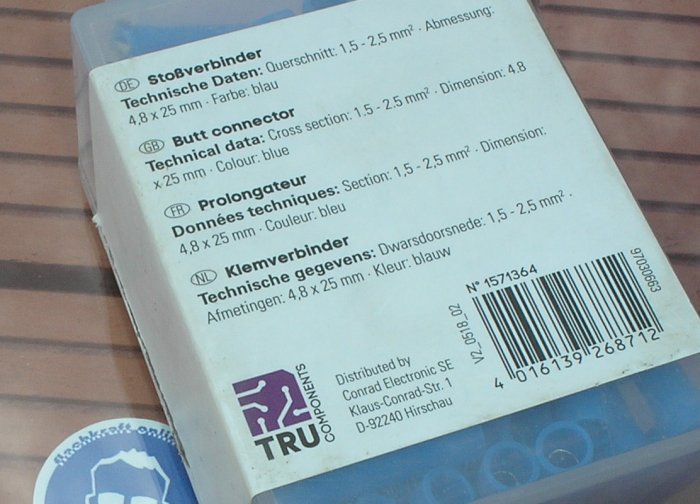 DE Stoßverbinder
Technische Daten: Querschnitt: 1,5 - 2,5 mm² · Abmessung:
4,8 x 25 mm · Farbe: blau
GB Butt connector
Technical data: Cross section: 1.5 - 2.5 mm² · Dimension: 4.8
x 25 mm · Colour: blue
FR Prolongateur
Données techniques: Section: 1,5 - 2,5 mm² · Dimension:
4,8 x 25 mm · Couleur: bleu
NL Klemverbinder
Technische gegevens: Dwarsdoorsnede: 1,5 - 2,5 mm² ·
Afmetingen: 4,8 x 25 mm · Kleur: blauw
TRU
COMPONENTS
Distributed by
Conrad Electronic SE
Klaus-Conrad-Str. 1
D-92240 Hirschau
V2_0518_02
N° 1571364
4 016139 268712
97030663
flachkraft.online